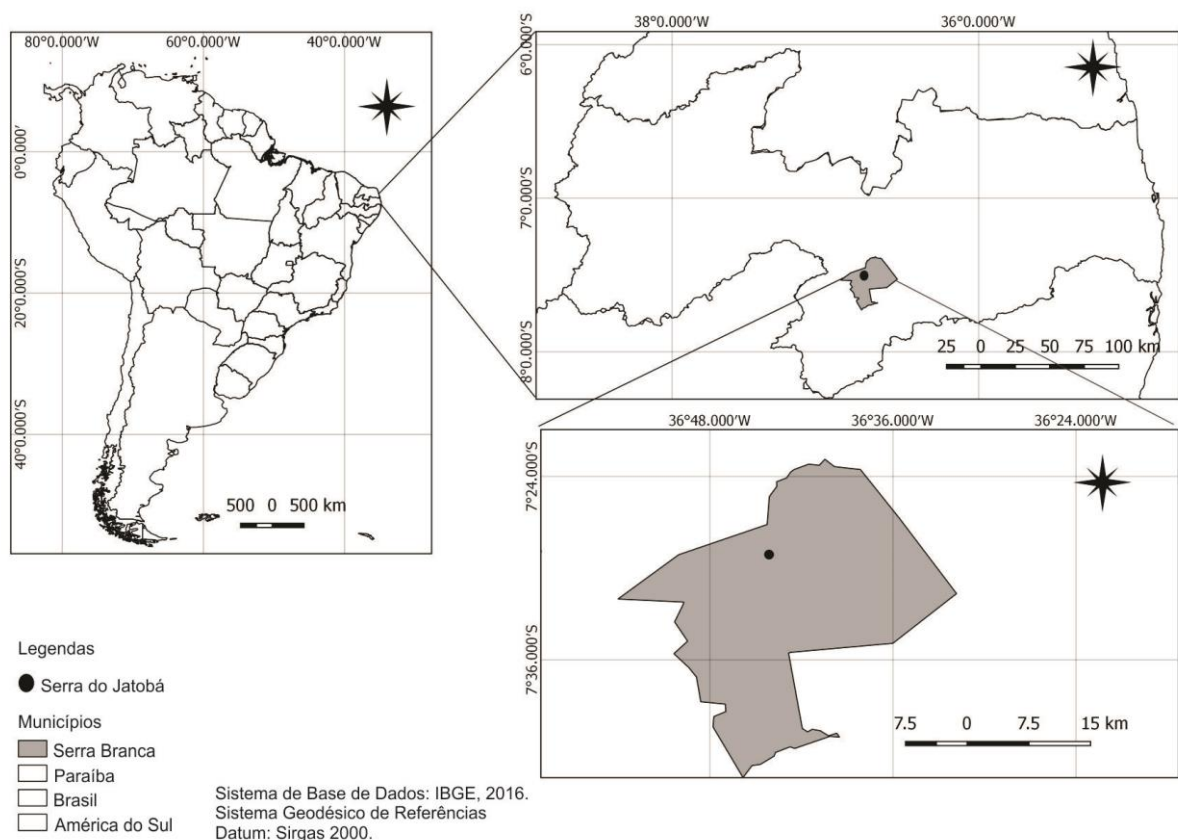 80°0.000'W 60°0.000'W 40°0.000'W
0°0.000'
20°0.000'S
40°0.000'S
500 0 500 km
38°0.000'W 36°0.000'W
6°0.000'S
7°0.000'S
8°0.000'S
25 0 25 50 75 100 km
36°48.000'W 36°36.000'W 36°24.000'W
7°24.000'S
7°36.000'S
7.5 0 7.5 15 km
Legendas
Serra do Jatobá
Municípios
Serra Branca
Paraíba
Brasil
América do Sul
Sistema de Base de Dados: IBGE, 2016.
Sistema Geodésico de Referências
Datum: Sirgas 2000.